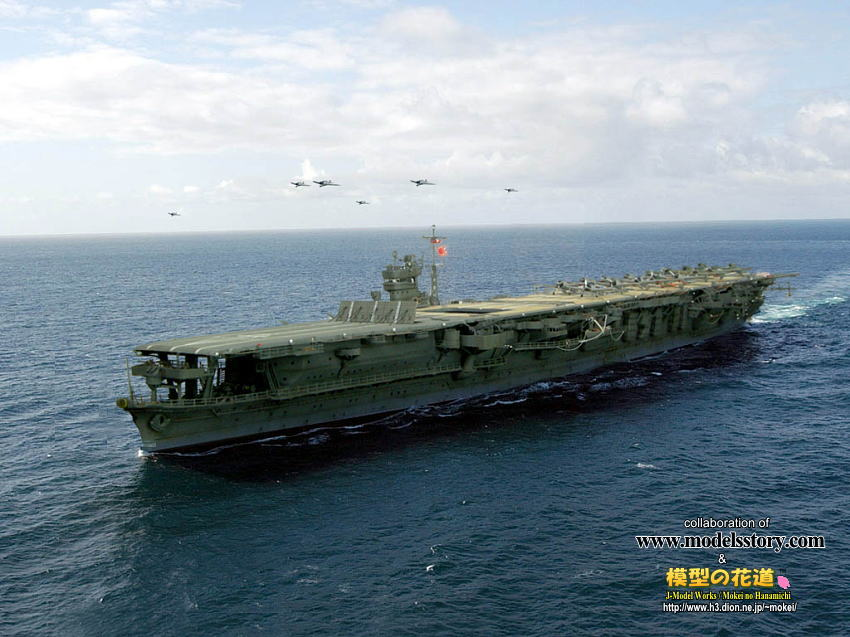 collaboration of
www.modelsstory.com
&
模型の花道
J-Model Works / Mokei no Hanamichi
http://www.h3.dion.ne.jp/~mokei/